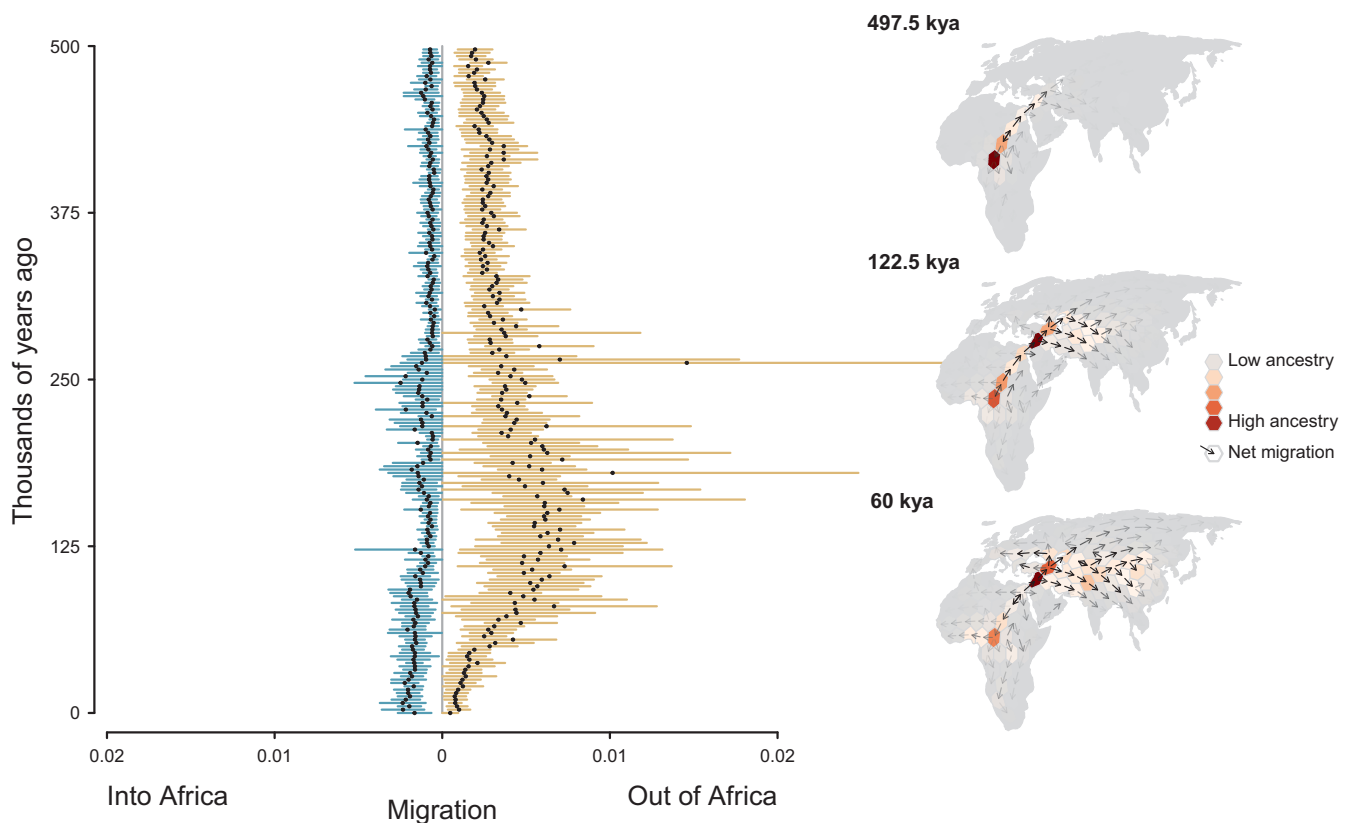 Thousands of years ago
500
375
250
125
0
0.02
0.01
0
0.01
0.02
Into Africa
Migration
Out of Africa
497.5 kya
122.5 kya
60 kya
Low ancestry
High ancestry
Net migration